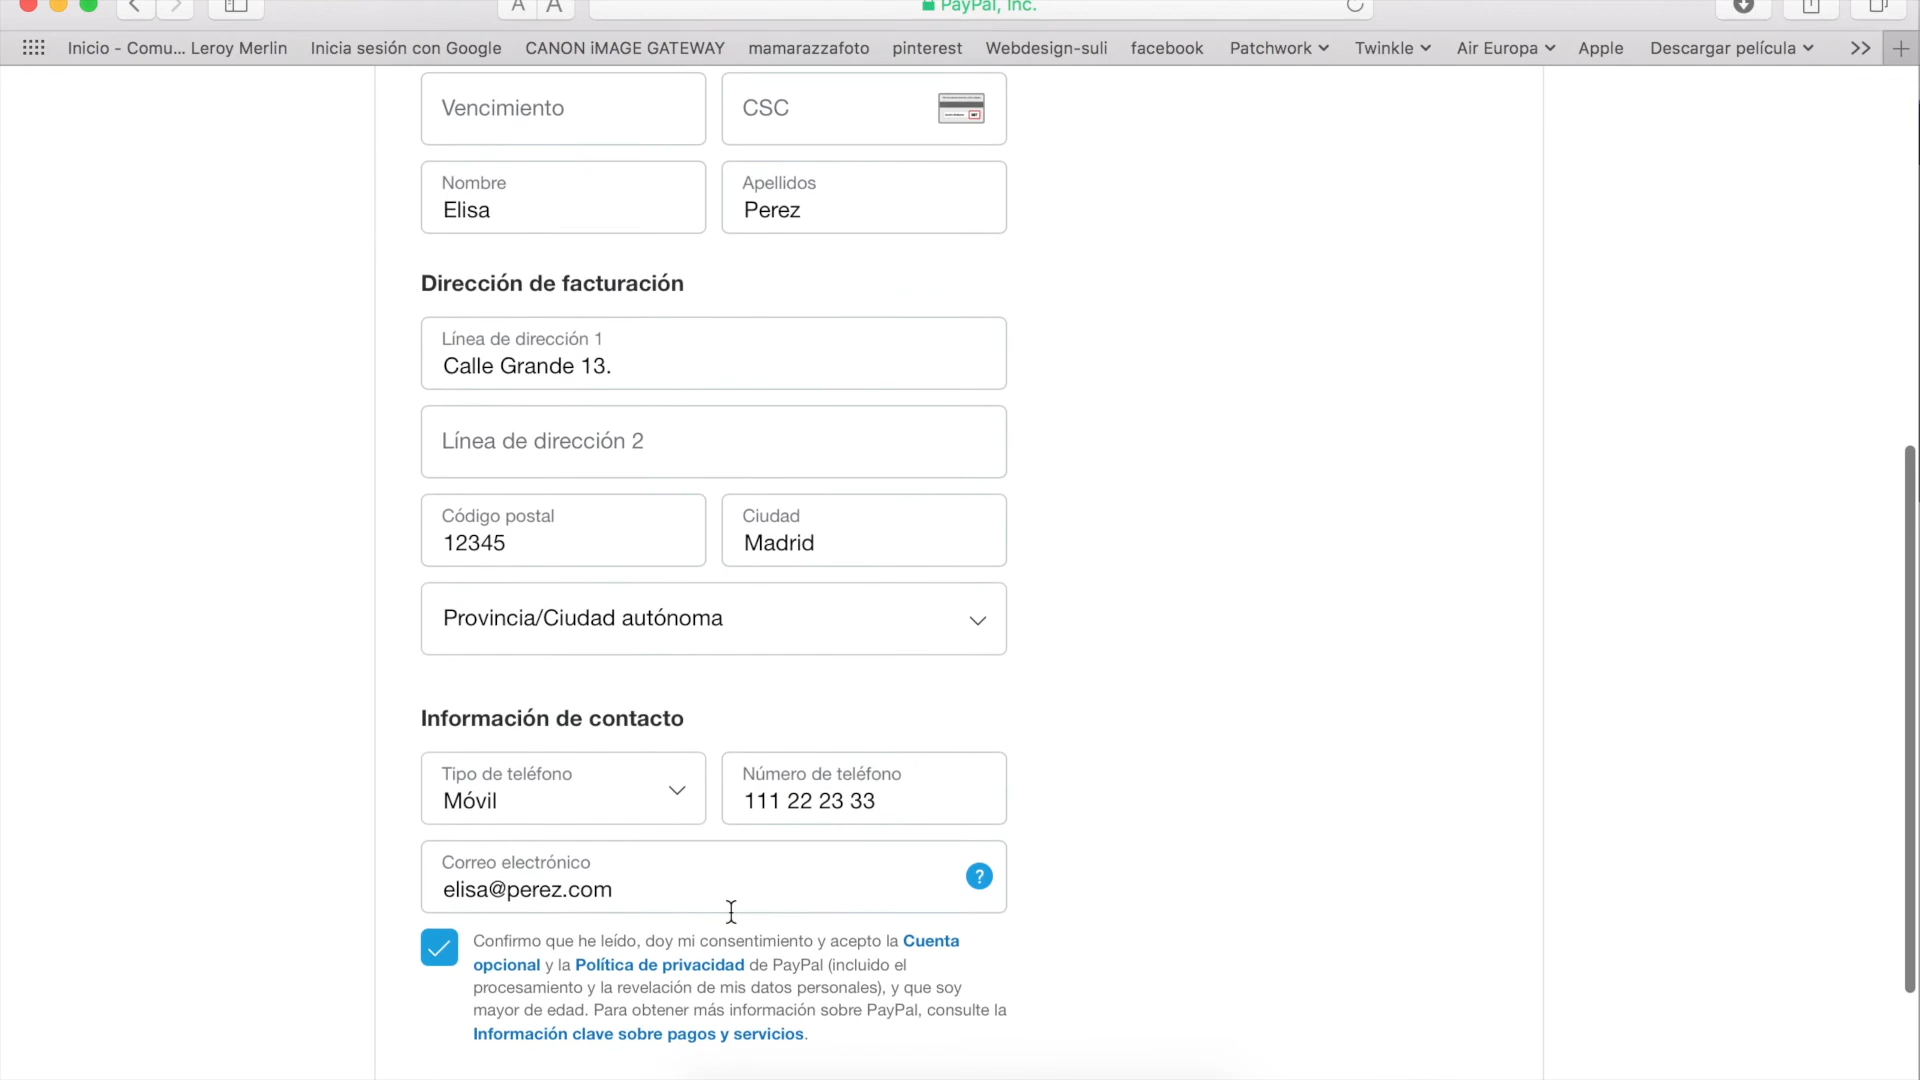 A A
PayPal, Inc.
Inicio - Comu... Leroy Merlin Inicia sesión con Google CANON iMAGE GATEWAY mamarazzafoto pinterest Webdesign-suli facebook Patchwork Twinkle Air Europa Apple Descargar película
Vencimiento CSC
Nombre Apellidos
Elisa Perez
Dirección de facturación
Línea de dirección 1
Calle Grande 13.
Línea de dirección 2
Código postal Ciudad
12345 Madrid
Provincia/Ciudad autónoma
Información de contacto
Tipo de teléfono Número de teléfono
Móvil 111 22 23 33
Correo electrónico
elisa@perez.com ?
Confirmo que he leído, doy mi consentimiento y acepto la Cuenta
opcional y la Política de privacidad de PayPal (incluido el
procesamiento y la revelación de mis datos personales), y que soy
mayor de edad. Para obtener más información sobre PayPal, consulte la
Información clave sobre pagos y servicios.